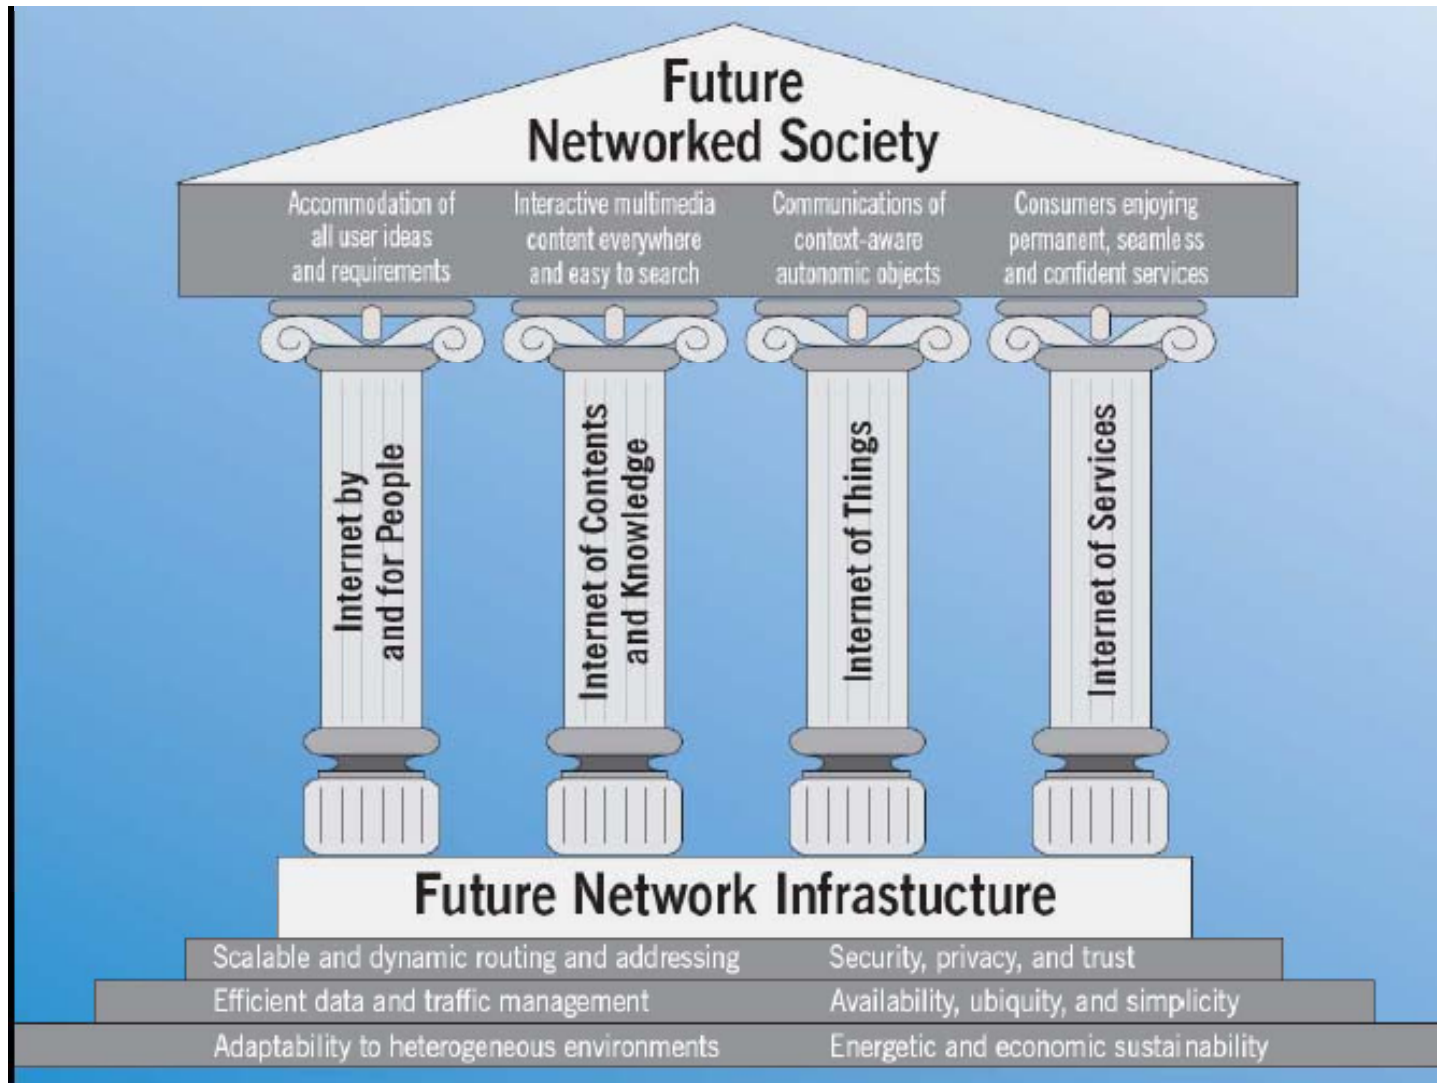 Future
Networked Society
Accommodation of
all user ideas
and requirements
Interactive multimedia
content everywhere
and easy to search
Communications of
context-aware
autonomic objects
Consumers enjoying
permanent, seamless
and confident services
Internet by
and for People
Internet of Contents
and Knowledge
Internet of Things
Internet of Services
Future Network Infrastucture
Scalable and dynamic routing and addressing
Security, privacy, and trust
Efficient data and traffic management
Availability, ubiquity, and simplicity
Adaptability to heterogeneous environments
Energetic and economic sustainability